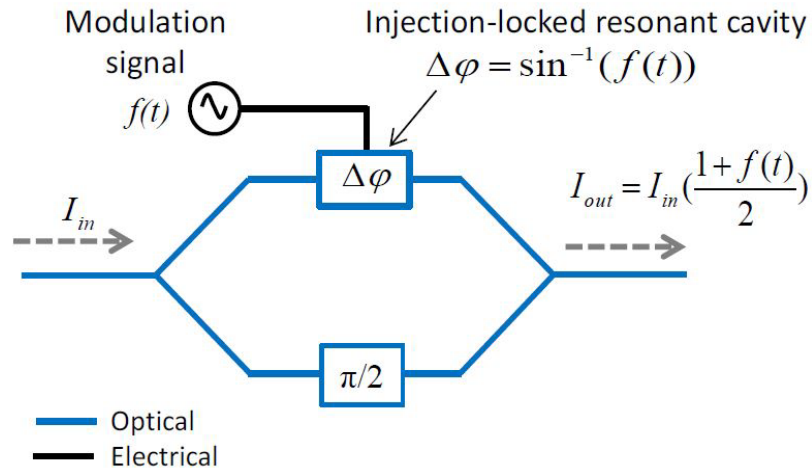 Modulation
signal
f(t)
Injection-locked resonant cavity
Δφ = sin⁻¹(f(t))
Δφ
I_in
I_out = I_in((1+f(t))/2)
π/2
Optical
Electrical